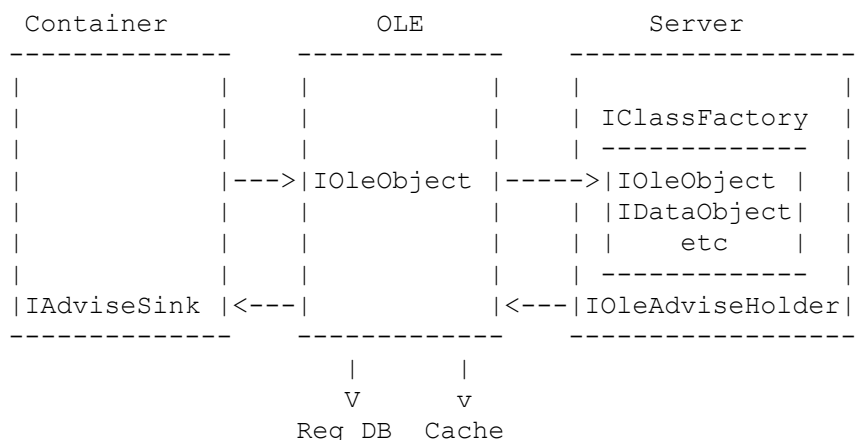 Container OLE Server
-------------- ------------- ------------------
| | | | | |
| | | | | IClassFactory |
| | | | | ------------- |
| |--->|IOleObject |----->|IOleObject | |
| | | | | |IDataObject| |
| | | | | | etc | |
| | | | | ------------- |
|IAdviseSink |<---| |<---|IOleAdviseHolder|
-------------- ------------- ------------------
| |
V v
Reg DB Cache